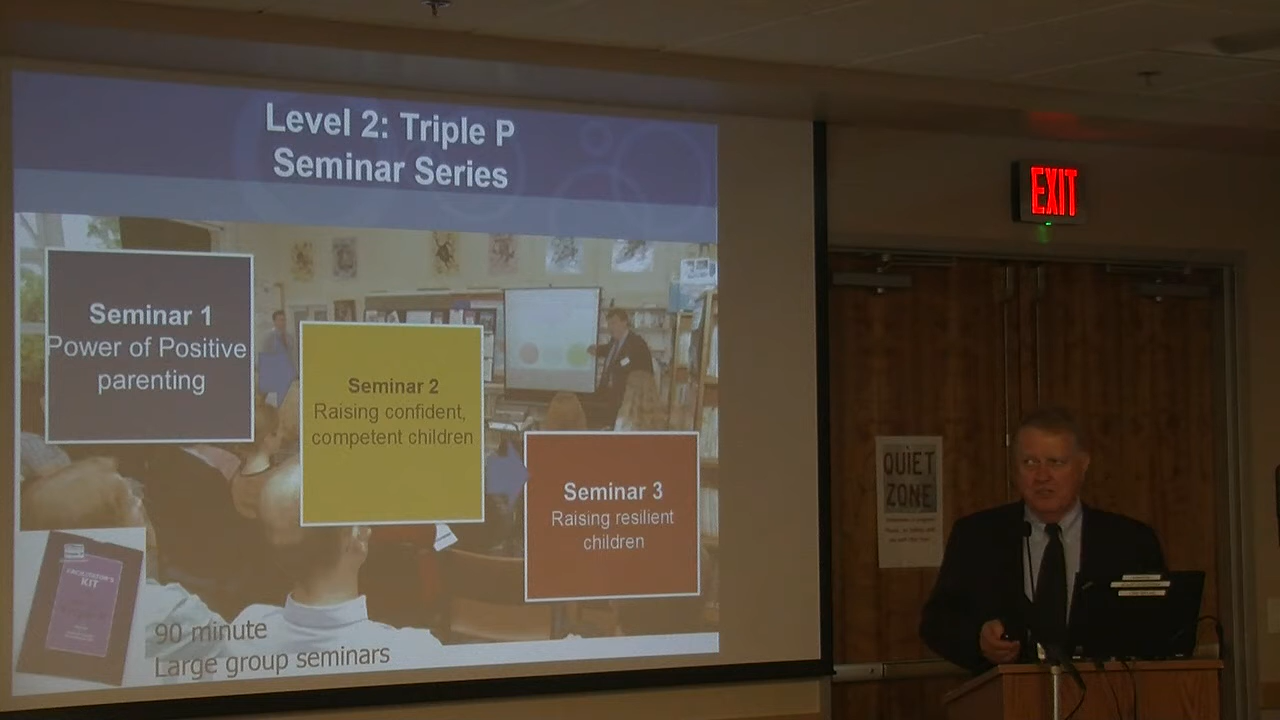 Level 2: Triple P
Seminar Series
Seminar 1
Power of Positive
parenting
Seminar 2
Raising confident,
competent children
Seminar 3
Raising resilient
children
FACILITATOR'S
KIT
90 minute
Large group seminars
EXIT
QUIET
ZONE